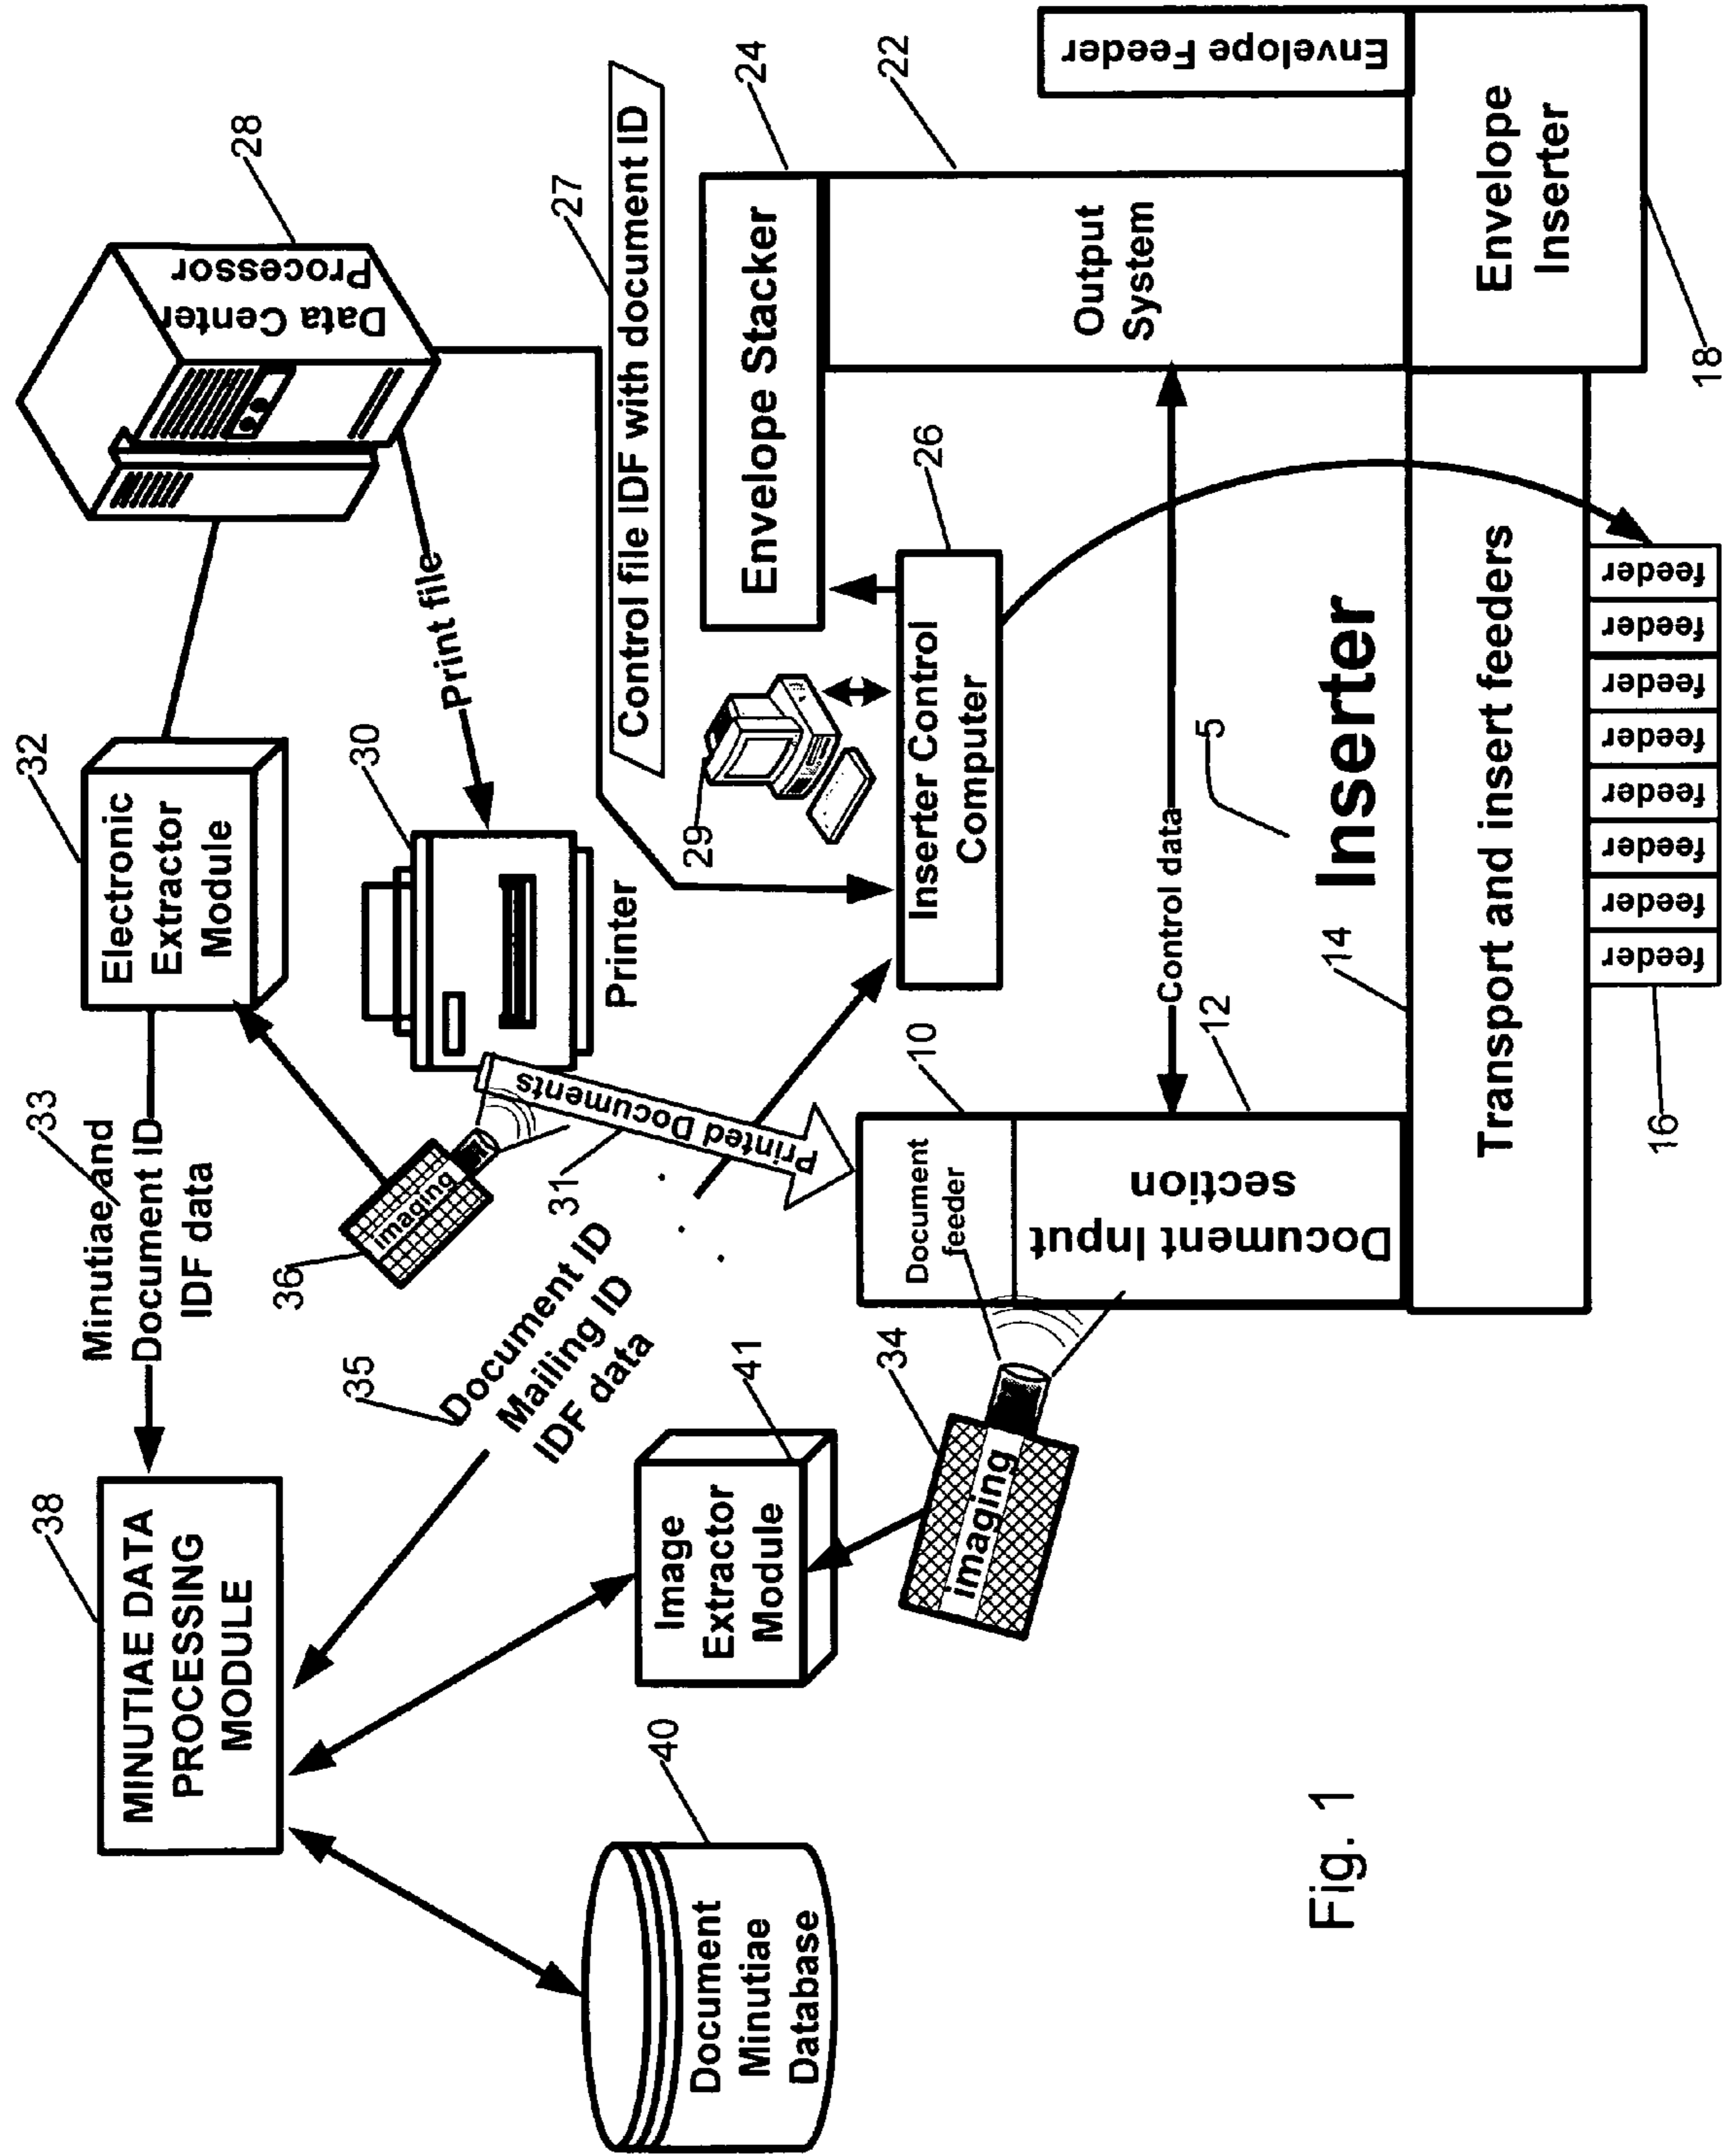 38
MINUTIAE DATA
PROCESSING
MODULE
33
Minutiae and
Document ID
IDF data
32
Electronic
Extractor
Module
28
Data Center
Processor
Print file
30
Printer
36
imaging
31
Printed Documents
35
Document ID
Mailing ID
IDF data
27
Control file IDF with document ID
40
Document
Minutiae
Database
41
Image
Extractor
Module
34
imaging
29
26
Inserter Control
Computer
24
Envelope Stacker
22
Output
System
10
Document
feeder
12
Document Input
section
Control data
5
Inserter
14
Transport and insert feeders
16
feeder
feeder
feeder
feeder
feeder
feeder
feeder
feeder
Envelope Feeder
Envelope
Inserter
18
Fig. 1